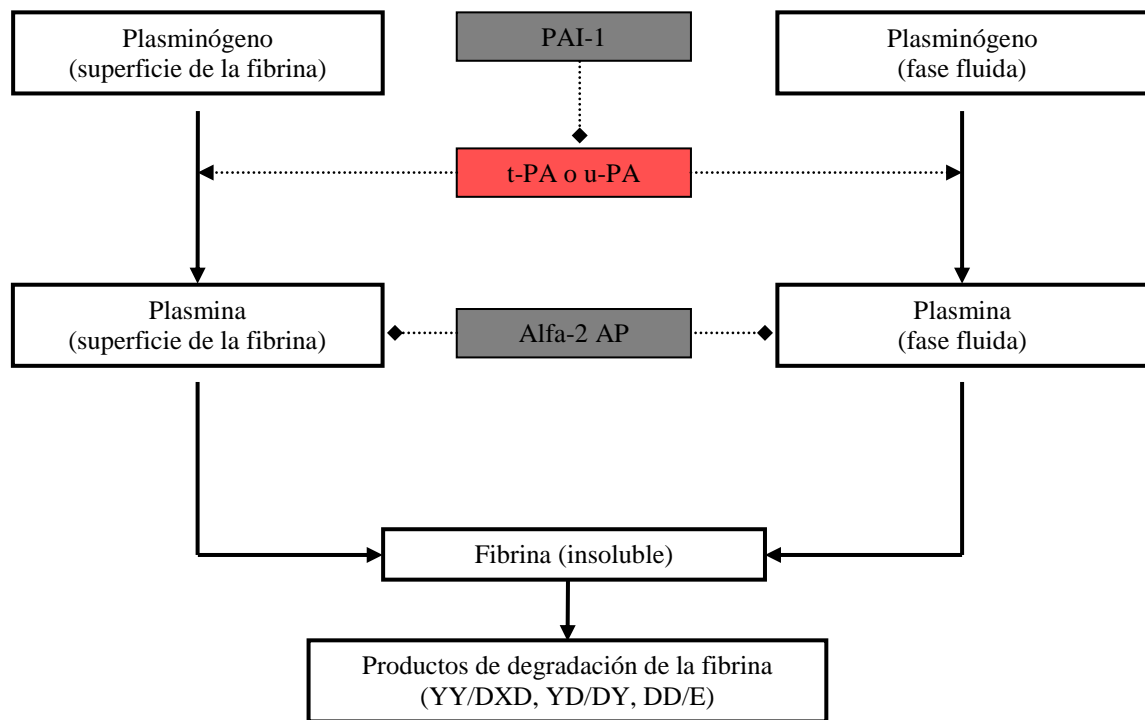 Plasminógeno
(superficie de la fibrina)
PAI-1
Plasminógeno
(fase fluida)
t-PA o u-PA
Plasmina
(superficie de la fibrina)
Alfa-2 AP
Plasmina
(fase fluida)
Fibrina (insoluble)
Productos de degradación de la fibrina
(YY/DXD, YD/DY, DD/E)